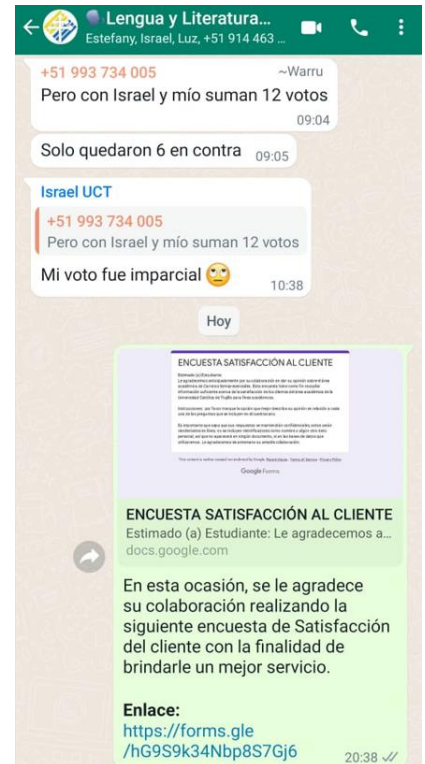 Lengua y Literatura...
Estefany, Israel, Luz, +51 914 463 ...
+51 993 734 005 ~Warru
Pero con Israel y mío suman 12 votos
09:04
Solo quedaron 6 en contra 09:05
Israel UCT
+51 993 734 005
Pero con Israel y mío suman 12 votos
Mi voto fue imparcial 🙄
10:38
Hoy
ENCUESTA SATISFACCIÓN AL CLIENTE
Estimado (a) Estudiante:
Google Forms
ENCUESTA SATISFACCIÓN AL CLIENTE
Estimado (a) Estudiante: Le agradecemos a...
docs.google.com
En esta ocasión, se le agradece
su colaboración realizando la
siguiente encuesta de Satisfacción
del cliente con la finalidad de
brindarle un mejor servicio.
Enlace:
https://forms.gle
/hG9S9k34Nbp8S7Gj6 20:38